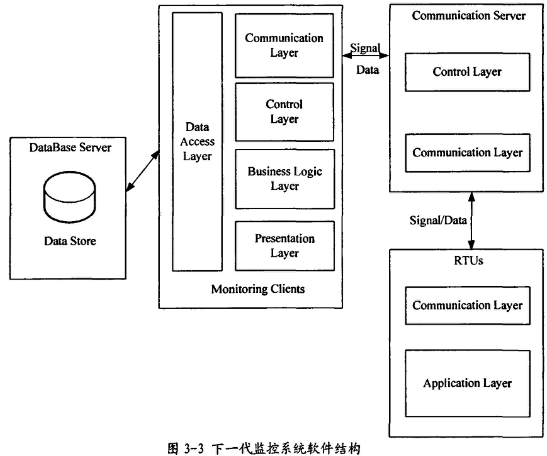 DataBase Server
Data Store
Data
Access
Layer
Communication
Layer
Control
Layer
Business Logic
Layer
Presentation
Layer
Monitoring Clients
Signal
Data
Communication Server
Control Layer
Communication Layer
Signal/Data
RTUs
Communication Layer
Application Layer
图 3-3 下一代监控系统软件结构